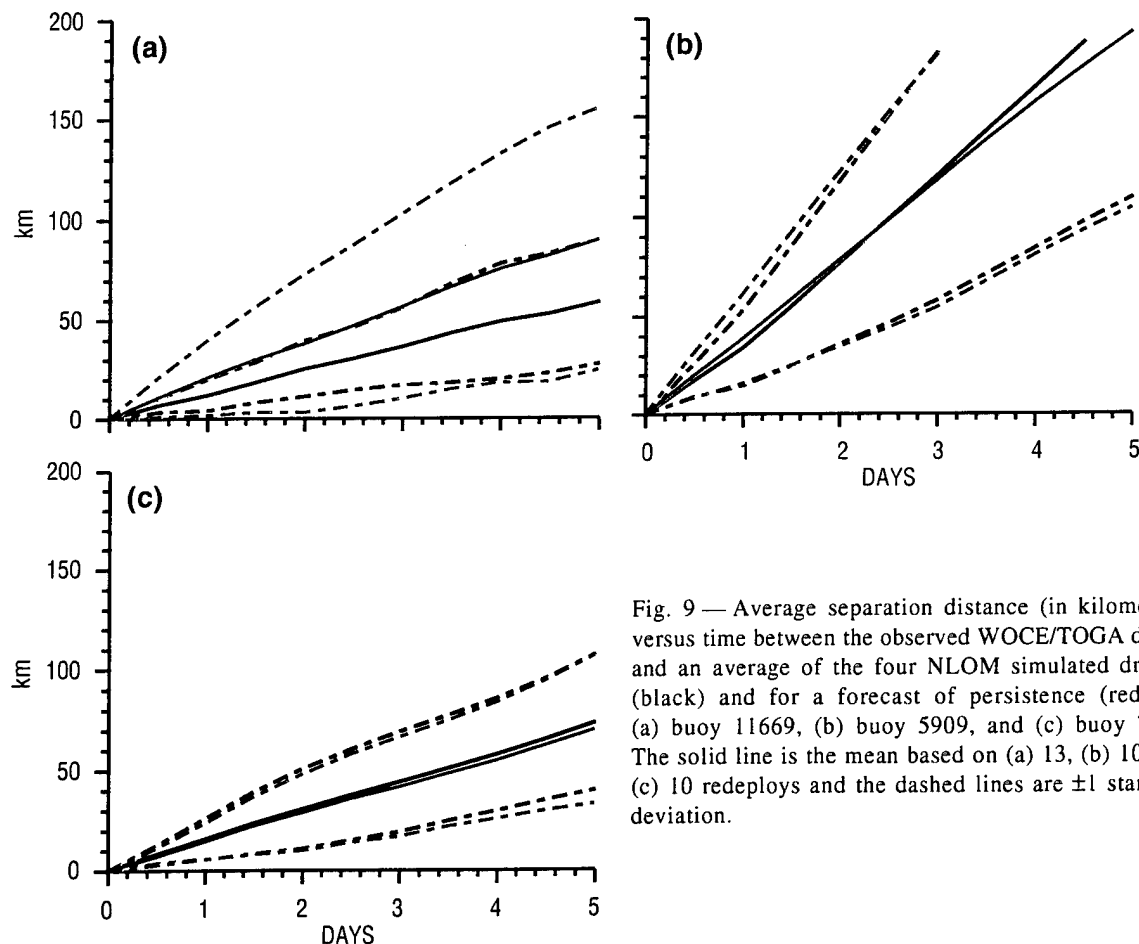 200
150
100
50
0
km
(a)
(b)
0 1 2 3 4 5
DAYS
200
150
100
50
0
km
(c)
0 1 2 3 4 5
DAYS
Fig. 9 — Average separation distance (in
versus time between the observed WOCE/TOGA
and an average of the four NLOM simulated
(black) and for a forecast of persistence
(a) buoy 11669, (b) buoy 5909, and (c) buoy
The solid line is the mean based on (a) 13, (b) 10
(c) 10 redeploys and the dashed lines are ±1
deviation.